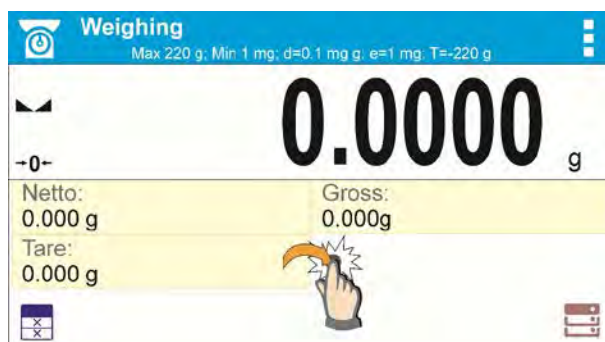 Weighing
Max 220 g; Min 1 mg; d=0.1 mg g; e=1 mg; T=-220 g
0.0000 g
→0←
Netto:
0.000 g
Gross:
0.000g
Tare:
0.000 g